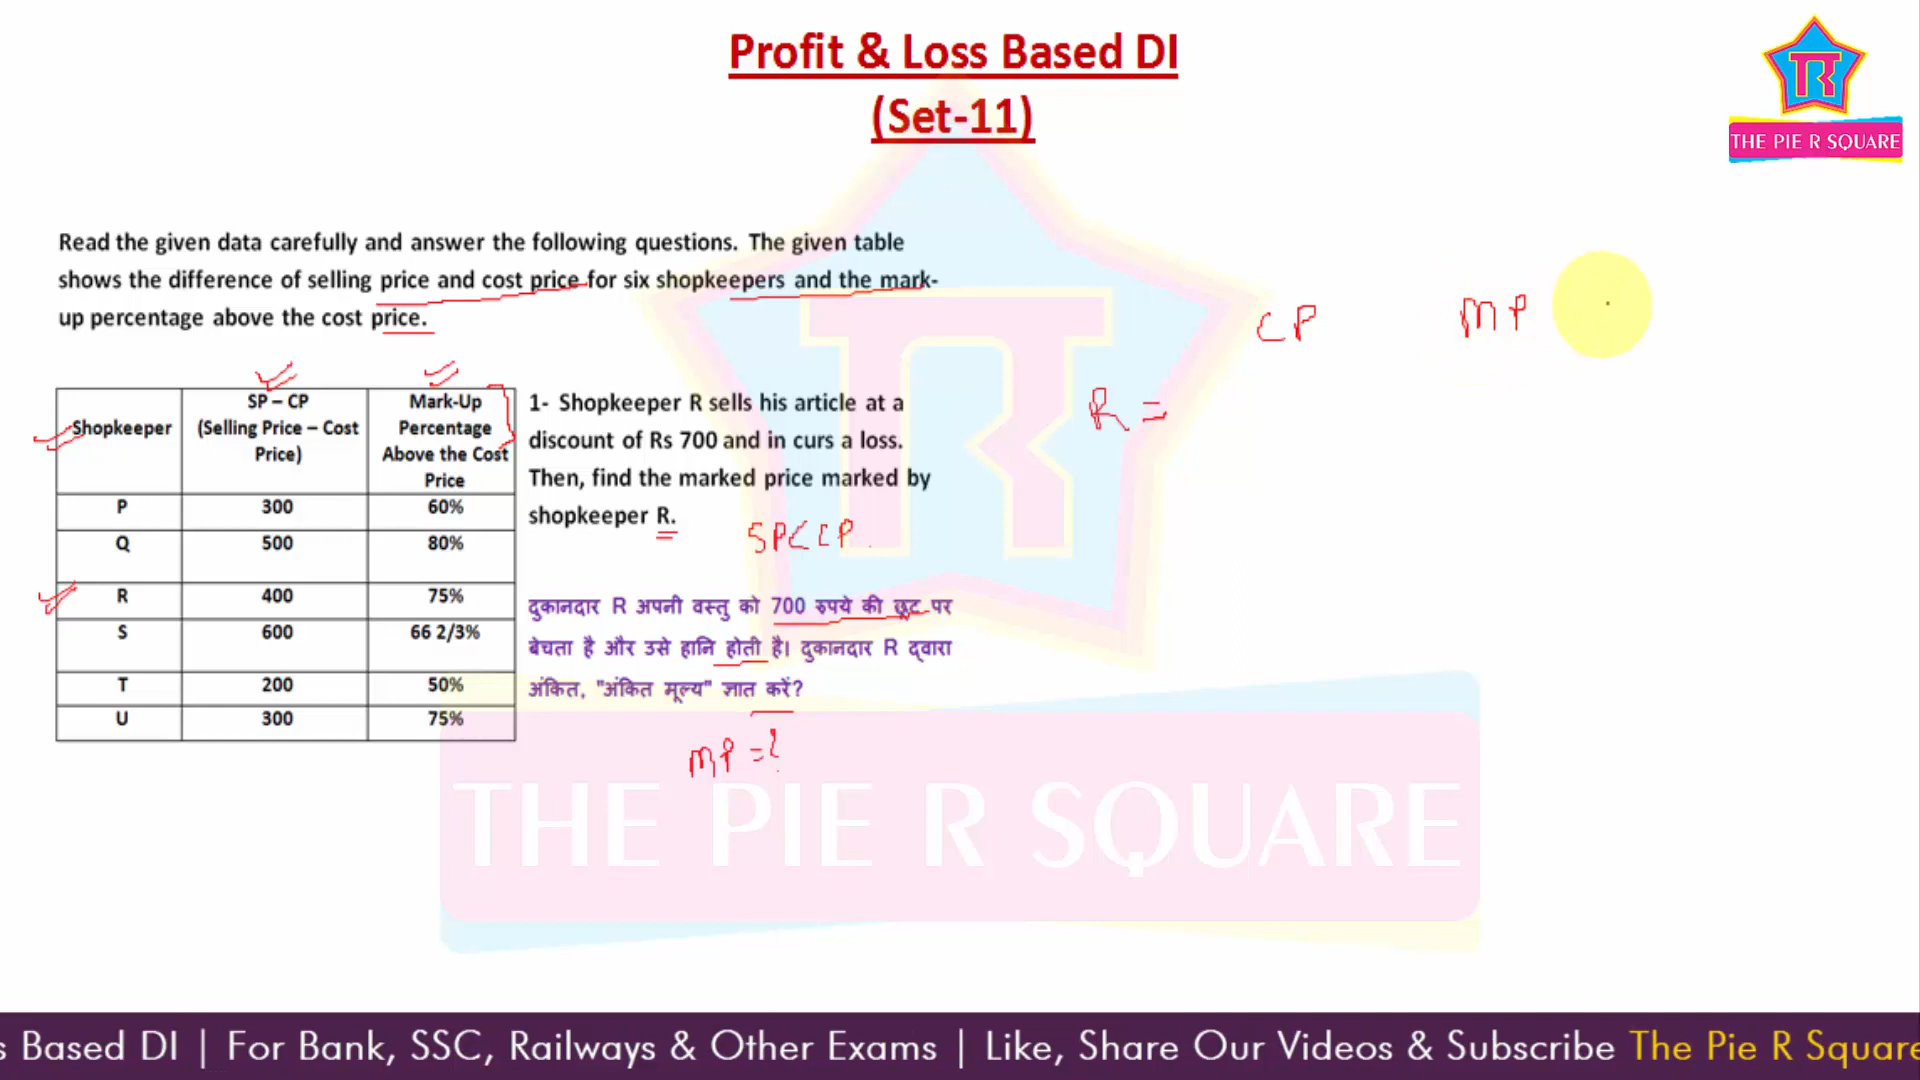 Profit & Loss Based DI
(Set-11)
THE PIE R SQUARE
Read the given data carefully and answer the following questions. The given table
shows the difference of selling price and cost price for six shopkeepers and the mark-
up percentage above the cost price.
CP MP
R =
Shopkeeper
SP – CP
(Selling Price – Cost
Price)
Mark-Up
Percentage
Above the Cost
Price
P 300 60%
Q 500 80%
R 400 75%
S 600 66 2/3%
T 200 50%
U 300 75%
1- Shopkeeper R sells his article at a
discount of Rs 700 and in curs a loss.
Then, find the marked price marked by
shopkeeper R.
SP< CP
दुकानदार R अपनी वस्तु को 700 रुपये की छूट पर
बेचता है और उसे हानि होती है। दुकानदार R द्वारा
अंकित, "अंकित मूल्य" ज्ञात करें?
MP =?
THE PIE R SQUARE
s Based DI | For Bank, SSC, Railways & Other Exams | Like, Share Our Videos & Subscribe The Pie R Square